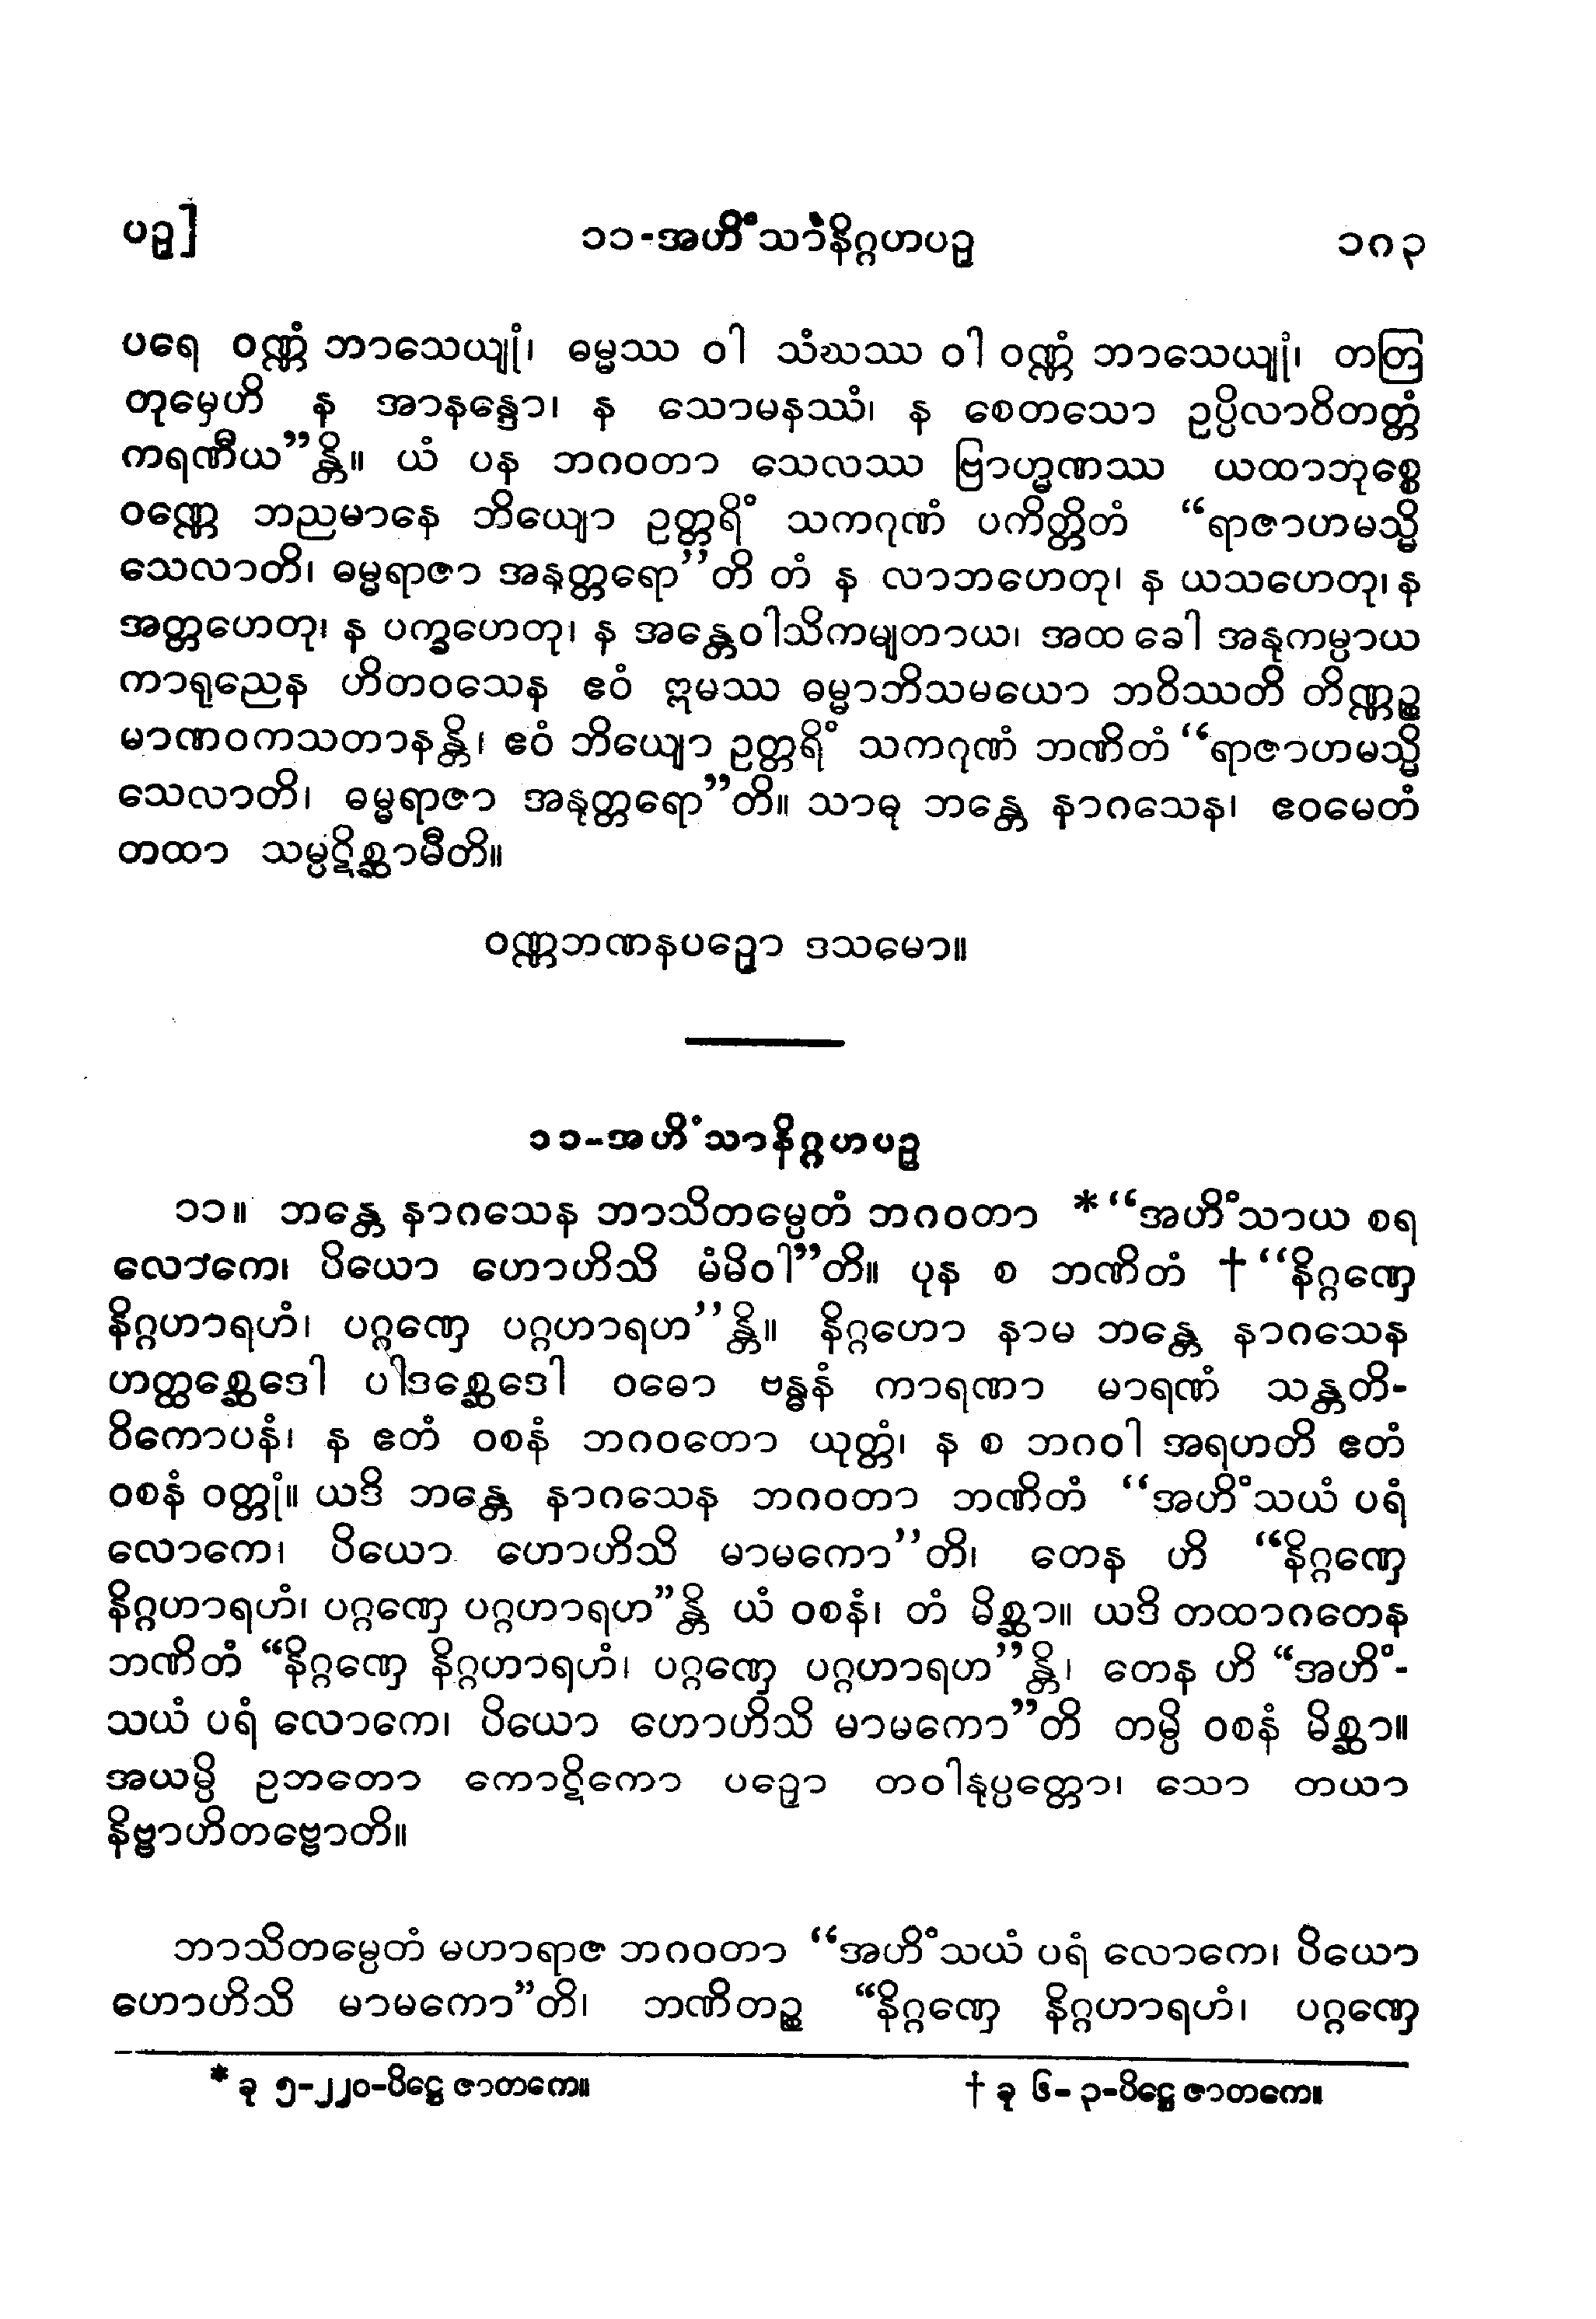 ပဥှ]
၁၁-အဟိံသာနိဂ္ဂဟပဥှ
၁၈၃
ပရေ ဝဏ္ဏံ ဘာသေယျုံ၊ ဓမ္မဿ ဝါ သံဃဿ ဝါ ဝဏ္ဏံ ဘာသေယျုံ၊ တတြ
တုမှေဟိ န အာနန္ဒော၊ န သောမနဿံ၊ န စေတသော ဥပ္ပိလာဝိတတ္တံ
ကရဏီယ”န္တိ။ ယံ ပန ဘဂဝတာ သေလဿ ဗြာဟ္မဏဿ ယထာဘုစ္စေ
ဝဏ္ဏေ ဘညမာနေ ဘိယျော ဥတ္တရိံ သကဂုဏံ ပကိတ္တိတံ “ရာဇာဟမသ္မိ
သေလာတိ၊ ဓမ္မရာဇာ အနုတ္တရော”တိ တံ န လာဘဟေတု၊ န ယသဟေတု၊ န
အတ္တဟေတု၊ န ပက္ခဟေတု၊ န အန္တေဝါသိကမျတာယ၊ အထ ခေါ အနုကမ္ပာယ
ကာရုညေန ဟိတဝသေန ဧဝံ ဣမဿ ဓမ္မာဘိသမယော ဘဝိဿတိ တိဏ္ဏဉ္စ
မာဏဝကသတာနန္တိ၊ ဧဝံ ဘိယျော ဥတ္တရိံ သကဂုဏံ ဘဏိတံ “ရာဇာဟမသ္မိ
သေလာတိ၊ ဓမ္မရာဇာ အနုတ္တရော”တိ။ သာဓု ဘန္တေ နာဂသေန၊ ဧဝမေတံ
တထာ သမ္ပဋိစ္ဆာမီတိ။
ဝဏ္ဏဘဏနပဉှော ဒသမော။
၁၁-အဟိံသာနိဂ္ဂဟပဥှ
၁၁။ ဘန္တေ နာဂသေန ဘာသိတမ္ပေတံ ဘဂဝတာ *“အဟိံသာယ စရ
လောကေ၊ ပိယော ဟောဟိသိ မံမိဝါ”တိ။ ပုန စ ဘဏိတံ †“နိဂ္ဂဏှေ
နိဂ္ဂဟာရဟံ၊ ပဂ္ဂဏှေ ပဂ္ဂဟာရဟ”န္တိ။ နိဂ္ဂဟော နာမ ဘန္တေ နာဂသေန
ဟတ္ထစ္ဆေဒေါ ပါဒစ္ဆေဒေါ ဝဓော ဗန္ဓနံ ကာရဏာ မာရဏံ သန္တတိ-
ဝိကောပနံ၊ န ဧတံ ဝစနံ ဘဂဝတော ယုတ္တံ၊ န စ ဘဂဝါ အရဟတိ ဧတံ
ဝစနံ ဝတ္တုံ။ ယဒိ ဘန္တေ နာဂသေန ဘဂဝတာ ဘဏိတံ “အဟိံသယံ ပရံ
လောကေ၊ ပိယော ဟောဟိသိ မာမကော”တိ၊ တေန ဟိ “နိဂ္ဂဏှေ
နိဂ္ဂဟာရဟံ၊ ပဂ္ဂဏှေ ပဂ္ဂဟာရဟ”န္တိ ယံ ဝစနံ၊ တံ မိစ္ဆာ။ ယဒိ တထာဂတေန
ဘဏိတံ “နိဂ္ဂဏှေ နိဂ္ဂဟာရဟံ၊ ပဂ္ဂဏှေ ပဂ္ဂဟာရဟ”န္တိ၊ တေန ဟိ “အဟိံ-
သယံ ပရံ လောကေ၊ ပိယော ဟောဟိသိ မာမကော”တိ တမ္ပိ ဝစနံ မိစ္ဆာ။
အယမ္ပိ ဥဘတော ကောဋိကော ပဉှော တဝါနုပ္ပတ္တော၊ သော တယာ
နိဗ္ဗာဟိတဗ္ဗောတိ။
ဘာသိတမ္ပေတံ မဟာရာဇ ဘဂဝတာ “အဟိံသယံ ပရံ လောကေ၊ ပိယော
ဟောဟိသိ မာမကော”တိ၊ ဘဏိတဉ္စ “နိဂ္ဂဏှေ နိဂ္ဂဟာရဟံ၊ ပဂ္ဂဏှေ
* ခု ၅-၂၂၀-ပိဋ္ဌေ ဇာတကေ။
† ခု ၆-၃-ပိဋ္ဌေ ဇာတကေ။